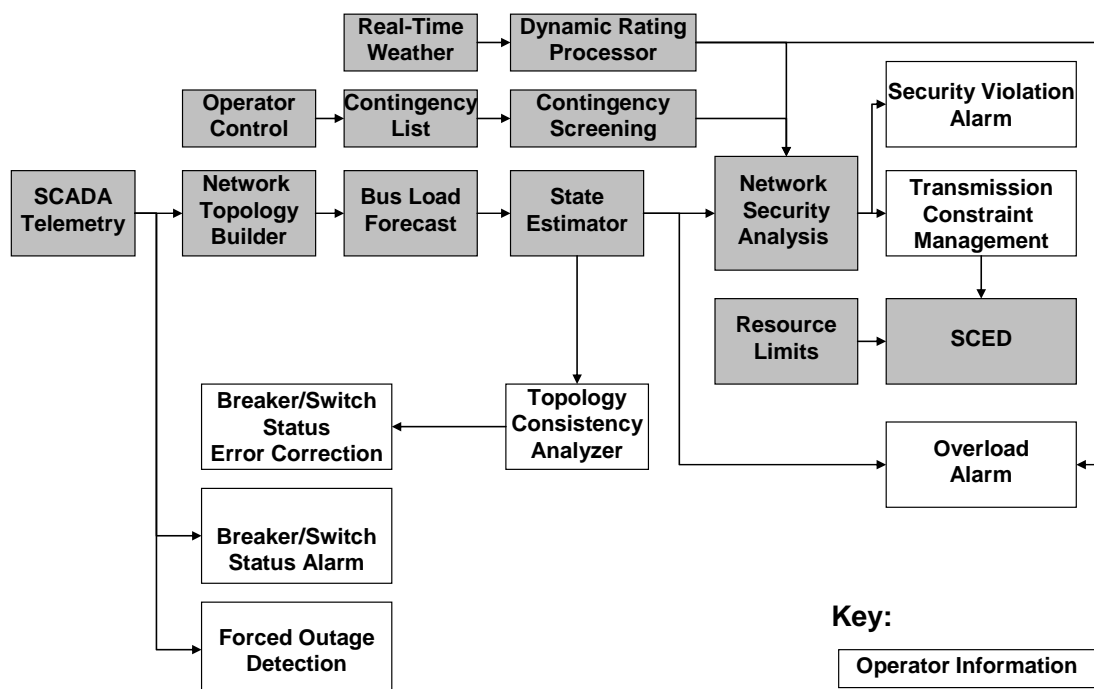 Real-Time
Weather
Dynamic Rating
Processor
Operator
Control
Contingency
List
Contingency
Screening
Security Violation
Alarm
SCADA
Telemetry
Network
Topology
Builder
Bus Load
Forecast
State
Estimator
Network
Security
Analysis
Transmission
Constraint
Management
Resource
Limits
SCED
Breaker/Switch
Status
Error Correction
Topology
Consistency
Analyzer
Overload
Alarm
Breaker/Switch
Status Alarm
Forced Outage
Detection
Key:
Operator Information